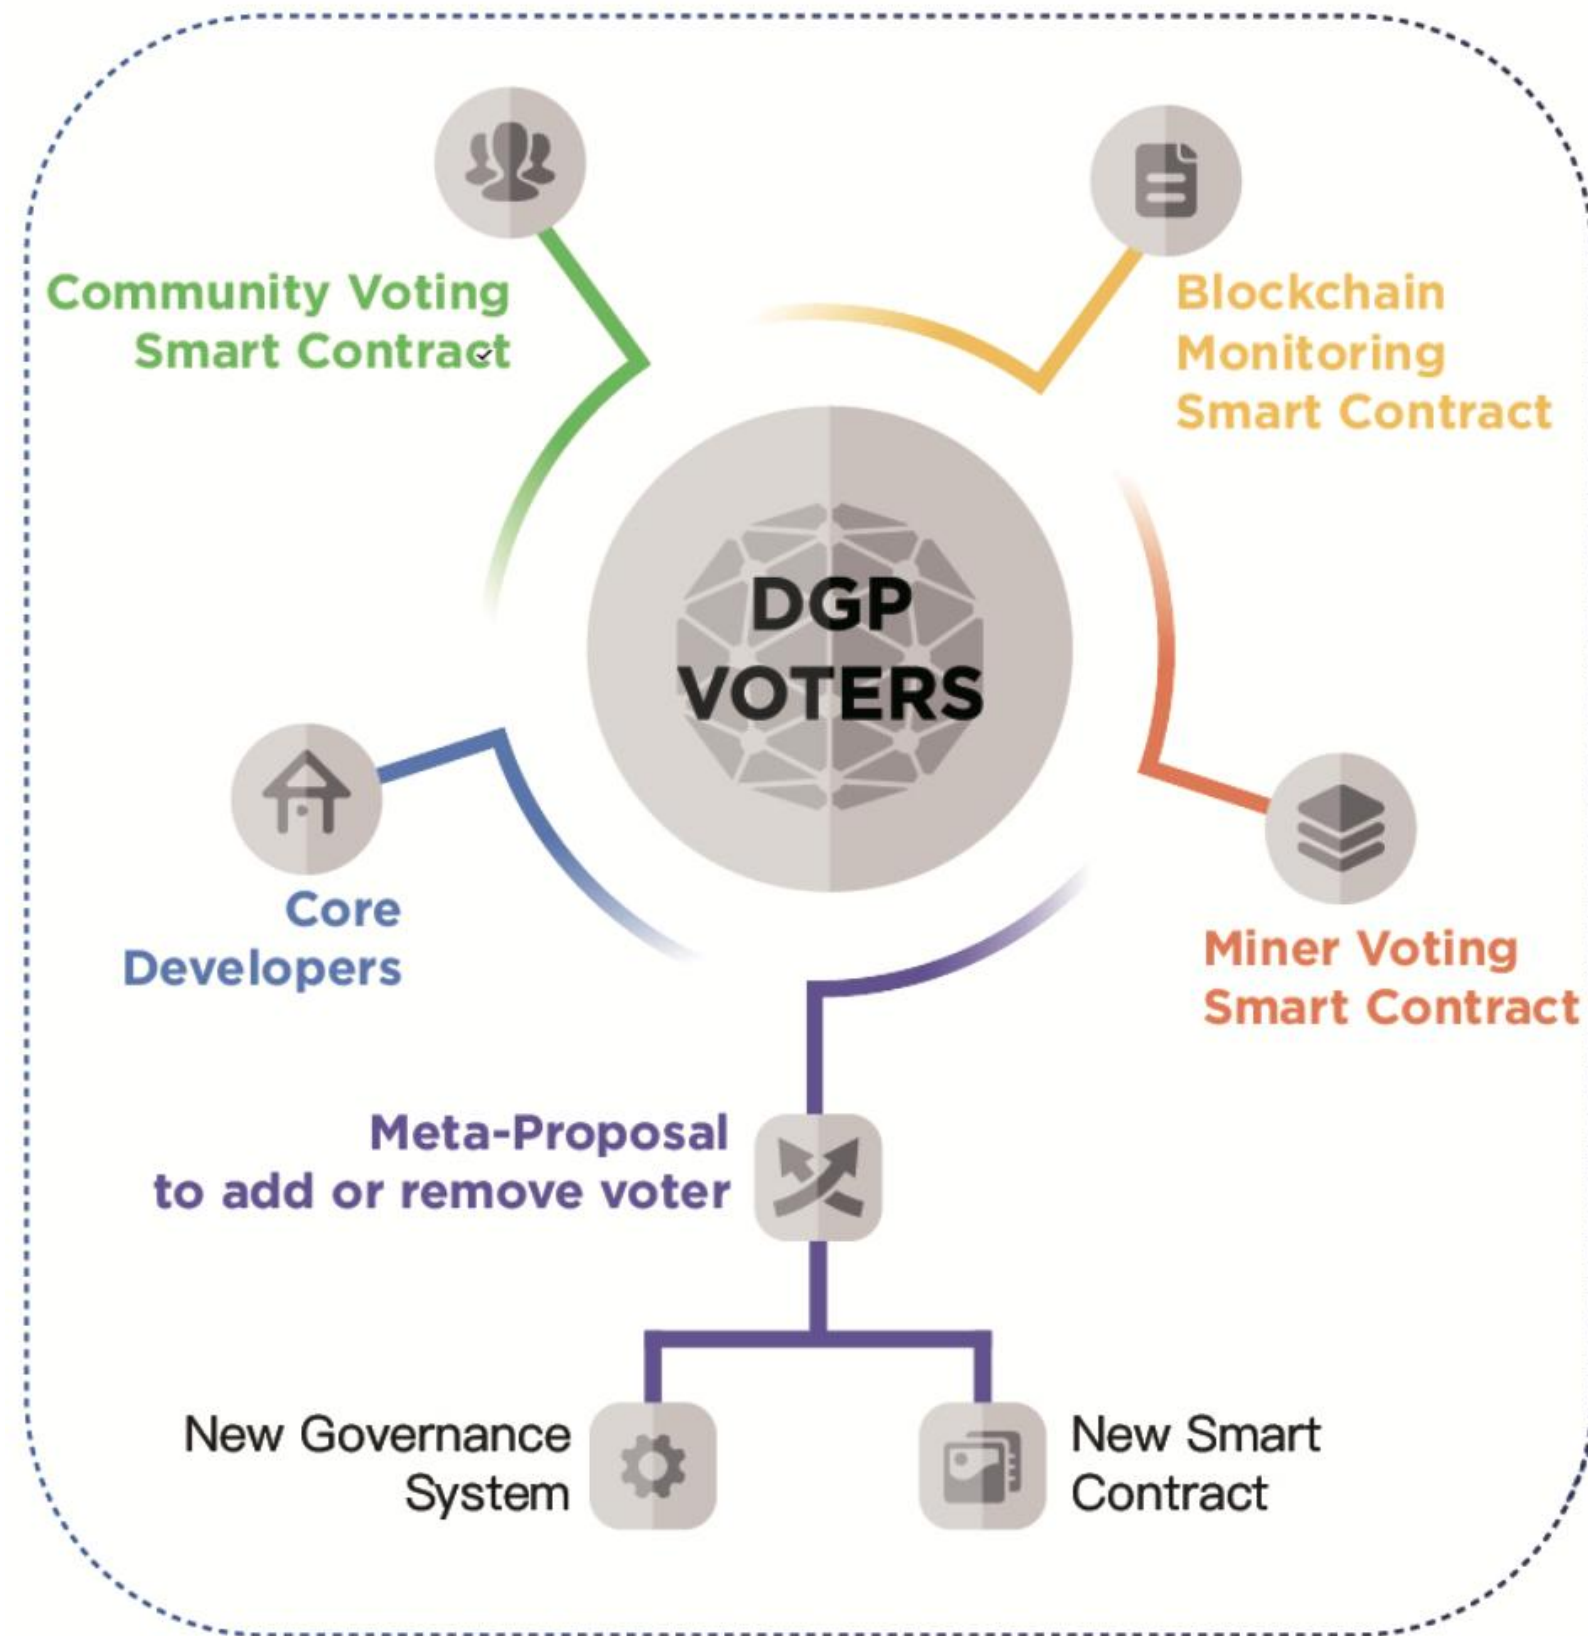 Community Voting
Smart Contract
Blockchain
Monitoring
Smart Contract
DGP
VOTERS
Core
Developers
Miner Voting
Smart Contract
Meta-Proposal
to add or remove voter
New Governance
System
New Smart
Contract